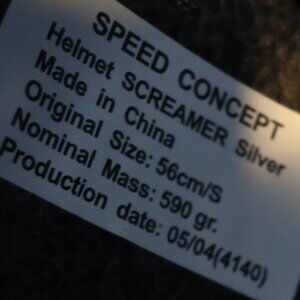 SPEED CONCEPT
Helmet SCREAMER Silver
Made in China
Original Size: 56cm/S
Nominal Mass: 590 gr.
Production date: 05/04(4140)